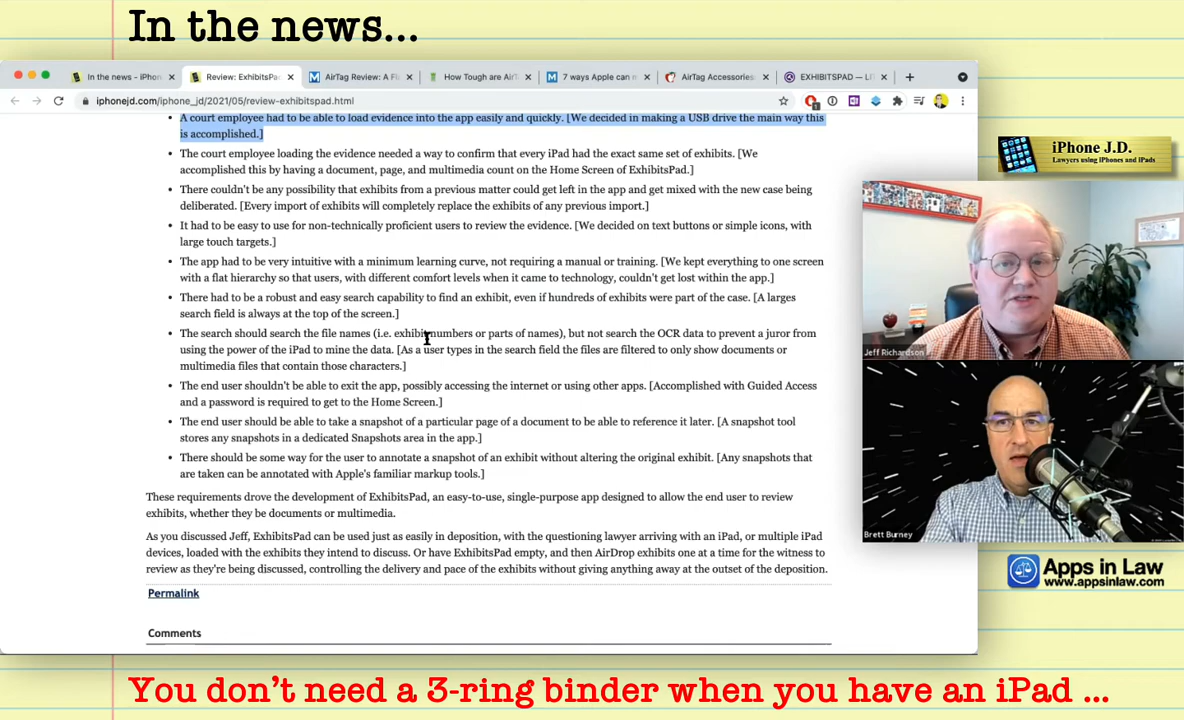 In the news...
In the news - iPhon
Review: ExhibitsPa
AirTag Review: A Fl
How Tough are AirT
7 ways Apple can m
AirTag Accessories
EXHIBITSPAD — LIT
iphonejd.com/iphone_jd/2021/05/review-exhibitspad.html
• A court employee had to be able to load evidence into the app easily and quickly. [We decided in making a USB drive the main way this
is accomplished.]
• The court employee loading the evidence needed a way to confirm that every iPad had the exact same set of exhibits. [We
accomplished this by having a document, page, and multimedia count on the Home Screen of ExhibitsPad.]
• There couldn't be any possibility that exhibits from a previous matter could get left in the app and get mixed with the new case being
deliberated. [Every import of exhibits will completely replace the exhibits of any previous import.]
• It had to be easy to use for non-technically proficient users to review the evidence. [We decided on text buttons or simple icons, with
large touch targets.]
• The app had to be very intuitive with a minimum learning curve, not requiring a manual or training. [We kept everything to one screen
with a flat hierarchy so that users, with different comfort levels when it came to technology, couldn't get lost within the app.]
• There had to be a robust and easy search capability to find an exhibit, even if hundreds of exhibits were part of the case. [A larges
search field is always at the top of the screen.]
• The search should search the file names (i.e. exhibit numbers or parts of names), but not search the OCR data to prevent a juror from
using the power of the iPad to mine the data. [As a user types in the search field the files are filtered to only show documents or
multimedia files that contain those characters.]
• The end user shouldn't be able to exit the app, possibly accessing the internet or using other apps. [Accomplished with Guided Access
and a password is required to get to the Home Screen.]
• The end user should be able to take a snapshot of a particular page of a document to be able to reference it later. [A snapshot tool
stores any snapshots in a dedicated Snapshots area in the app.]
• There should be some way for the user to annotate a snapshot of an exhibit without altering the original exhibit. [Any snapshots that
are taken can be annotated with Apple's familiar markup tools.]
These requirements drove the development of ExhibitsPad, an easy-to-use, single-purpose app designed to allow the end user to review
exhibits, whether they be documents or multimedia.
As you discussed Jeff, ExhibitsPad can be used just as easily in deposition, with the questioning lawyer arriving with an iPad, or multiple iPad
devices, loaded with the exhibits they intend to discuss. Or have ExhibitsPad empty, and then AirDrop exhibits one at a time for the witness to
review as they're being discussed, controlling the delivery and pace of the exhibits without giving anything away at the outset of the deposition.
Permalink
Comments
iPhone J.D.
Lawyers using iPhones and iPads
Jeff Richardson
Brett Burney
Apps in Law
www.appsinlaw.com
You don't need a 3-ring binder when you have an iPad ...